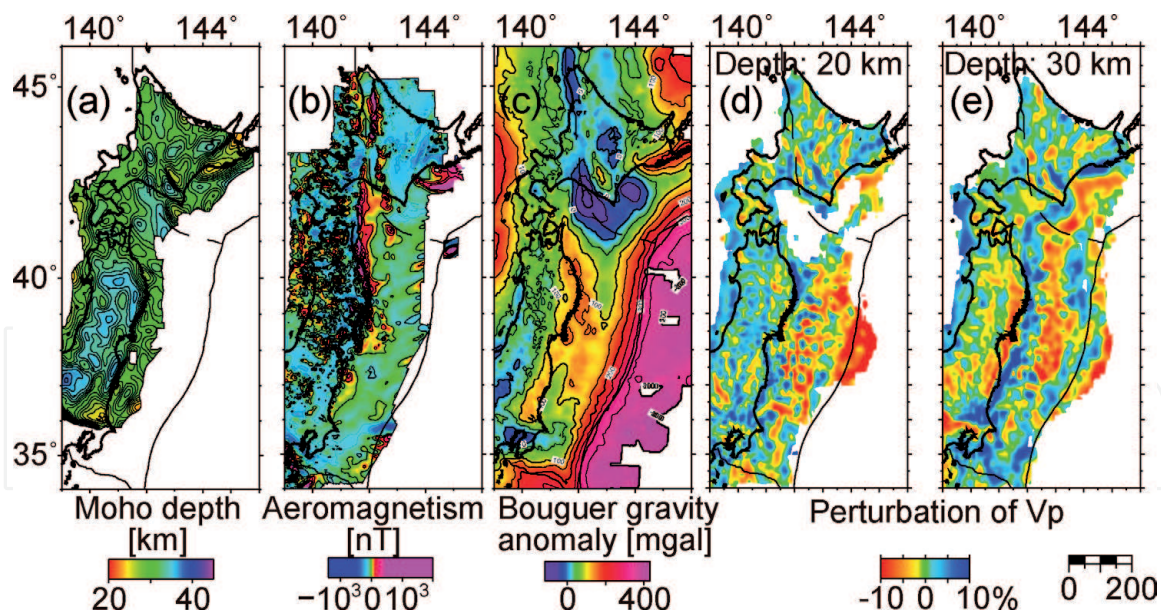 140° 144° 140° 144° 140° 144° 140° 144° 140° 144°
45°
40°
35°
(a) (b) (c) (d) (e)
Depth: 20 km Depth: 30 km
Moho depth
[km]
20 40
Aeromagnetism
[nT]
−10³ 0 10³
Bouguer gravity
anomaly [mgal]
0 400
Perturbation of Vp
-10 0 10%
0 200